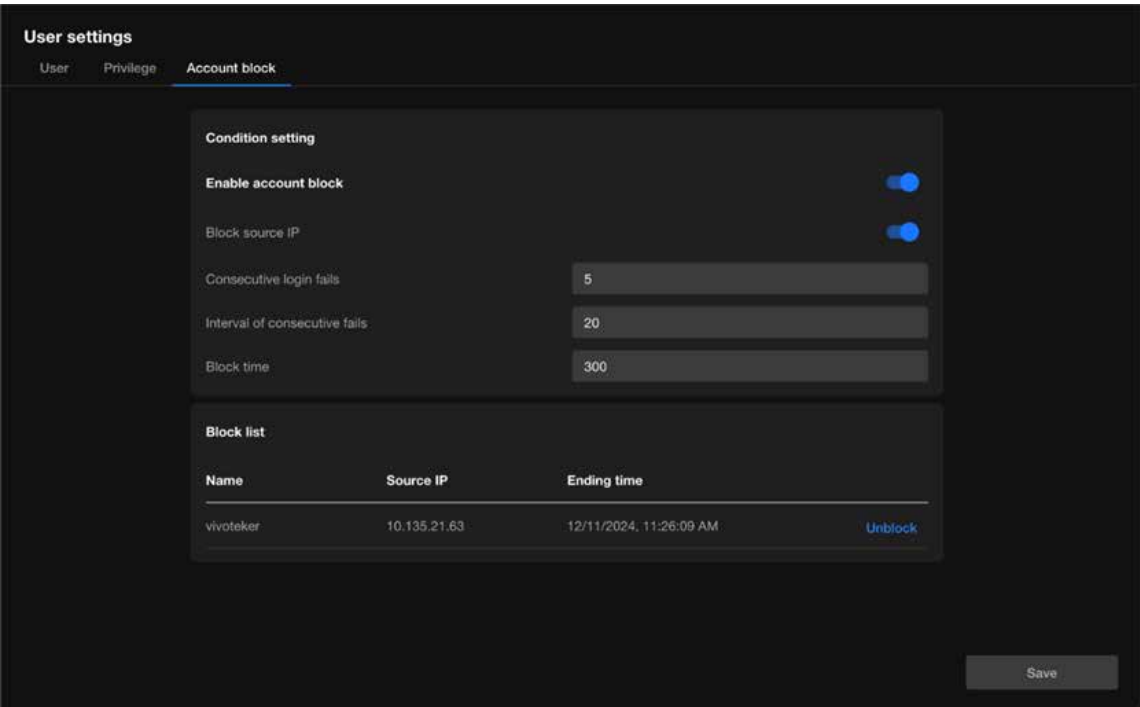 User settings
User Privilege Account block
Condition setting
Enable account block
Block source IP
Consecutive login fails 5
Interval of consecutive fails 20
Block time 300
Block list
Name Source IP Ending time
vivoteker 10.135.21.63 12/11/2024, 11:26:09 AM Unblock
Save